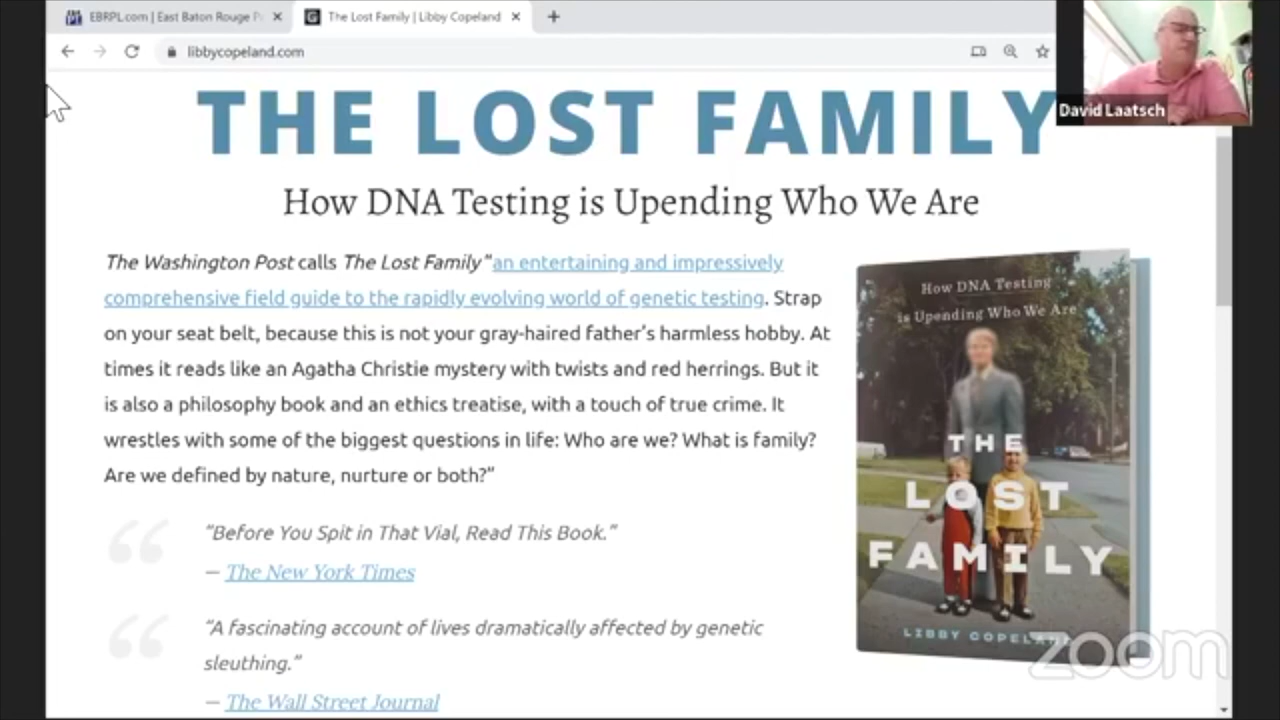 EBRPL.com | East Baton Rouge P
The Lost Family | Libby Copeland
libbycopeland.com
David Laatsch
THE LOST FAMILY
How DNA Testing is Upending Who We Are
The Washington Post calls The Lost Family "an entertaining and impressively
comprehensive field guide to the rapidly evolving world of genetic testing. Strap
on your seat belt, because this is not your gray-haired father's harmless hobby. At
times it reads like an Agatha Christie mystery with twists and red herrings. But it
is also a philosophy book and an ethics treatise, with a touch of true crime. It
wrestles with some of the biggest questions in life: Who are we? What is family?
Are we defined by nature, nurture or both?"
"Before You Spit in That Vial, Read This Book."
— The New York Times
"A fascinating account of lives dramatically affected by genetic
sleuthing."
— The Wall Street Journal
How DNA Testing
is Upending Who We Are
THE
LOST
FAMILY
LIBBY COPELAND
zoom